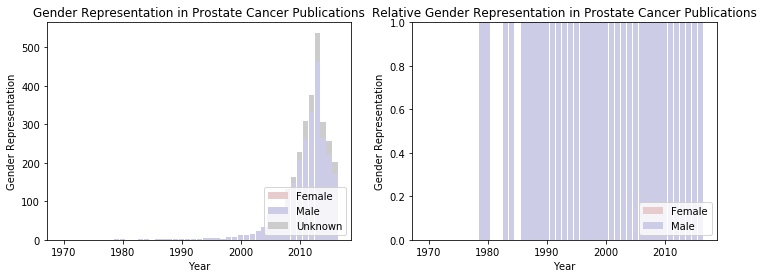 Gender Representation in Prostate Cancer Publications
Gender Representation
500
400
300
200
100
0
1970 1980 1990 2000 2010
Year
Female
Male
Unknown
Relative Gender Representation in Prostate Cancer Publications
Gender Representation
1.0
0.8
0.6
0.4
0.2
0.0
1970 1980 1990 2000 2010
Year
Female
Male